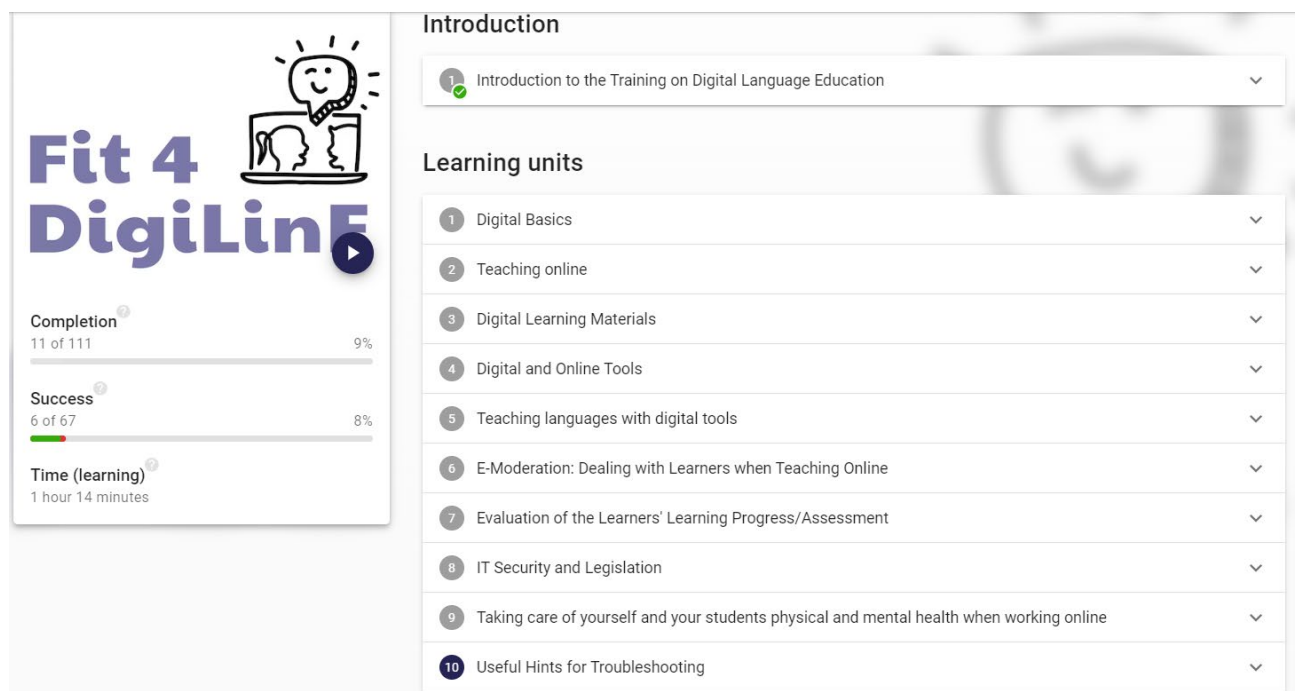 Fit 4
DigiLinE
Completion ?
11 of 111 9%
Success ?
6 of 67 8%
Time (learning) ?
1 hour 14 minutes
Introduction
1 Introduction to the Training on Digital Language Education
Learning units
1 Digital Basics
2 Teaching online
3 Digital Learning Materials
4 Digital and Online Tools
5 Teaching languages with digital tools
6 E-Moderation: Dealing with Learners when Teaching Online
7 Evaluation of the Learners' Learning Progress/Assessment
8 IT Security and Legislation
9 Taking care of yourself and your students physical and mental health when working online
10 Useful Hints for Troubleshooting